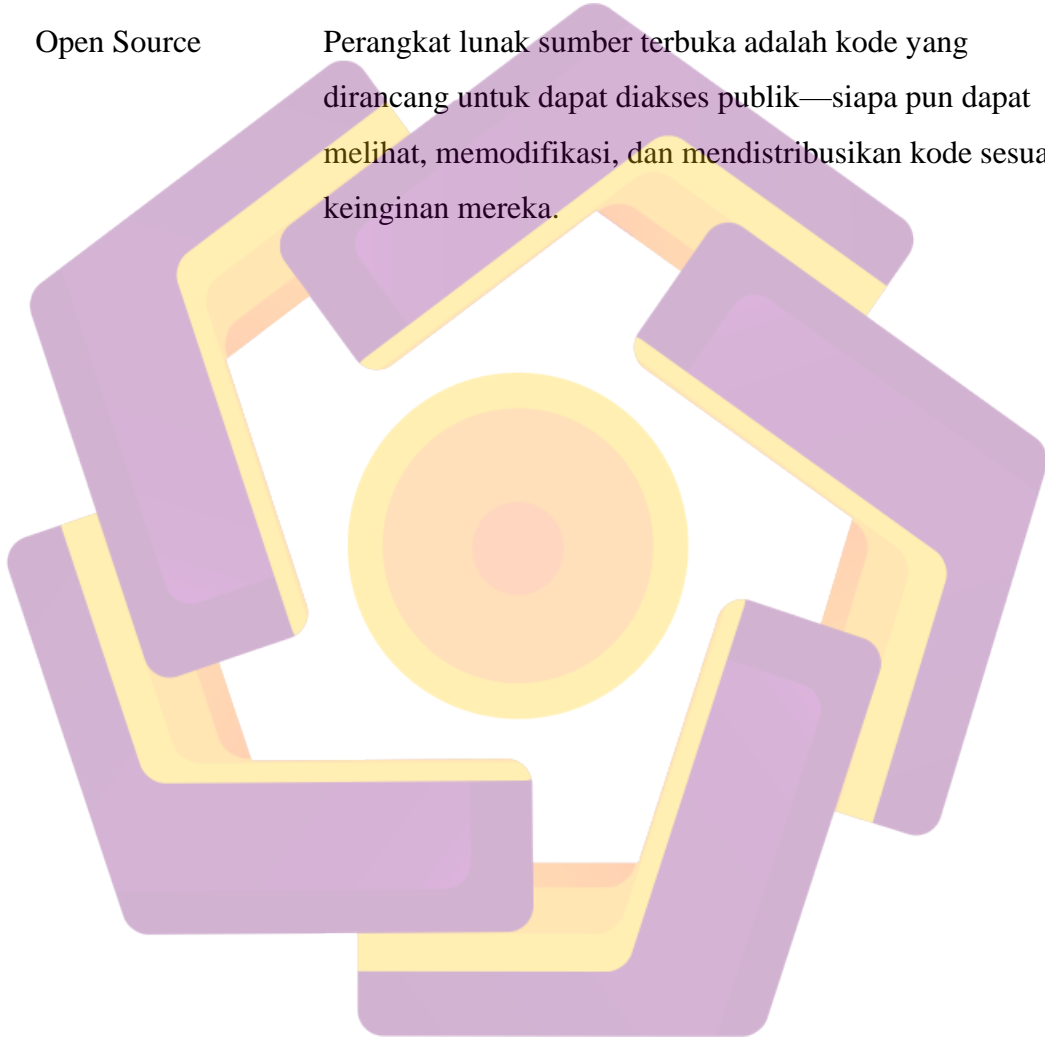 Open Source Perangkat lunak sumber terbuka adalah kode yang
dirancang untuk dapat diakses publik—siapa pun dapat
melihat, memodifikasi, dan mendistribusikan kode sesua
keinginan mereka.